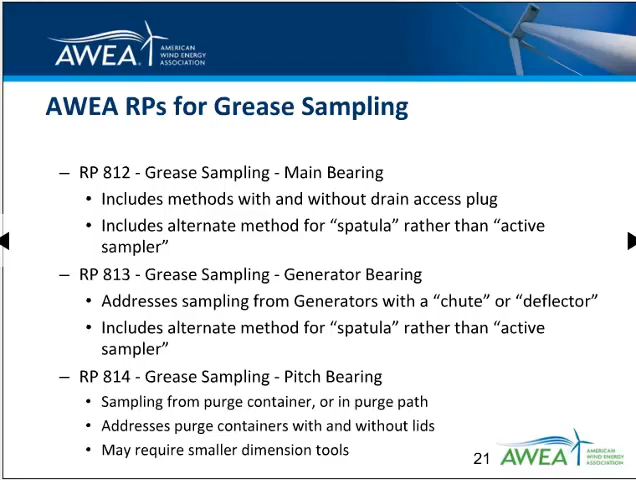 AWEA
AMERICAN
WIND ENERGY
ASSOCIATION
AWEA RPs for Grease Sampling
– RP 812 - Grease Sampling - Main Bearing
• Includes methods with and without drain access plug
• Includes alternate method for “spatula” rather than “active
sampler”
– RP 813 - Grease Sampling - Generator Bearing
• Addresses sampling from Generators with a “chute” or “deflector”
• Includes alternate method for “spatula” rather than “active
sampler”
– RP 814 - Grease Sampling - Pitch Bearing
• Sampling from purge container, or in purge path
• Addresses purge containers with and without lids
• May require smaller dimension tools
21
AWEA
AMERICAN
WIND ENERGY
ASSOCIATION